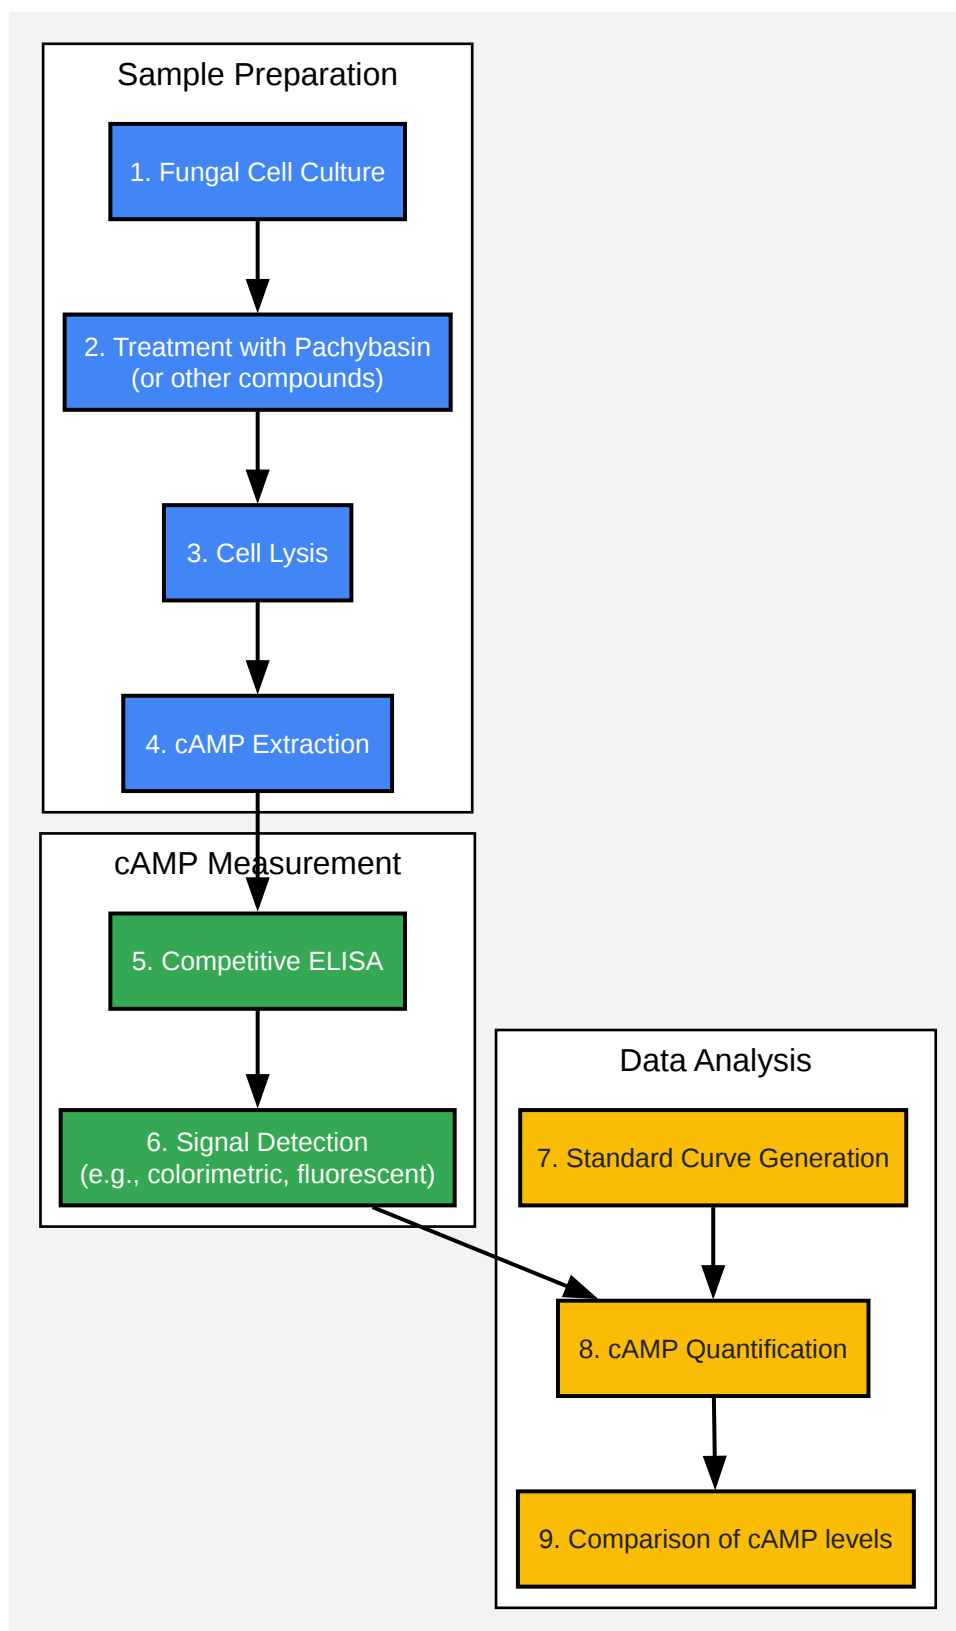 Sample Preparation
1. Fungal Cell Culture
2. Treatment with Pachybasin
(or other compounds)
3. Cell Lysis
4. cAMP Extraction
cAMP Measurement
5. Competitive ELISA
6. Signal Detection
(e.g., colorimetric, fluorescent)
Data Analysis
7. Standard Curve Generation
8. cAMP Quantification
9. Comparison of cAMP levels